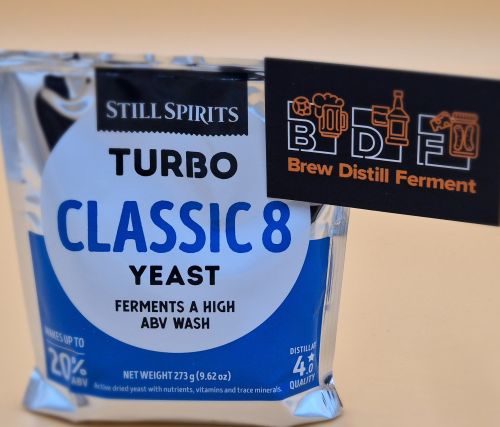 STILL SPIRITS
TURBO
CLASSIC 8
YEAST
FERMENTS A HIGH
ABV WASH
MAKES UP TO
20%
ABV
NET WEIGHT 273 g (9.62 oz)
Active dried yeast with nutrients, vitamins and trace minerals.
DISTILLATE
4.0
QUALITY
B D F
Brew Distill Ferment